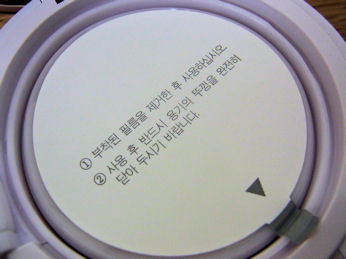 ① 부착된 필름을 제거한 후 사용하십시오
② 사용 후 반드시 용기의 뚜껑을 완전히
닫아 두시기 바랍니다.